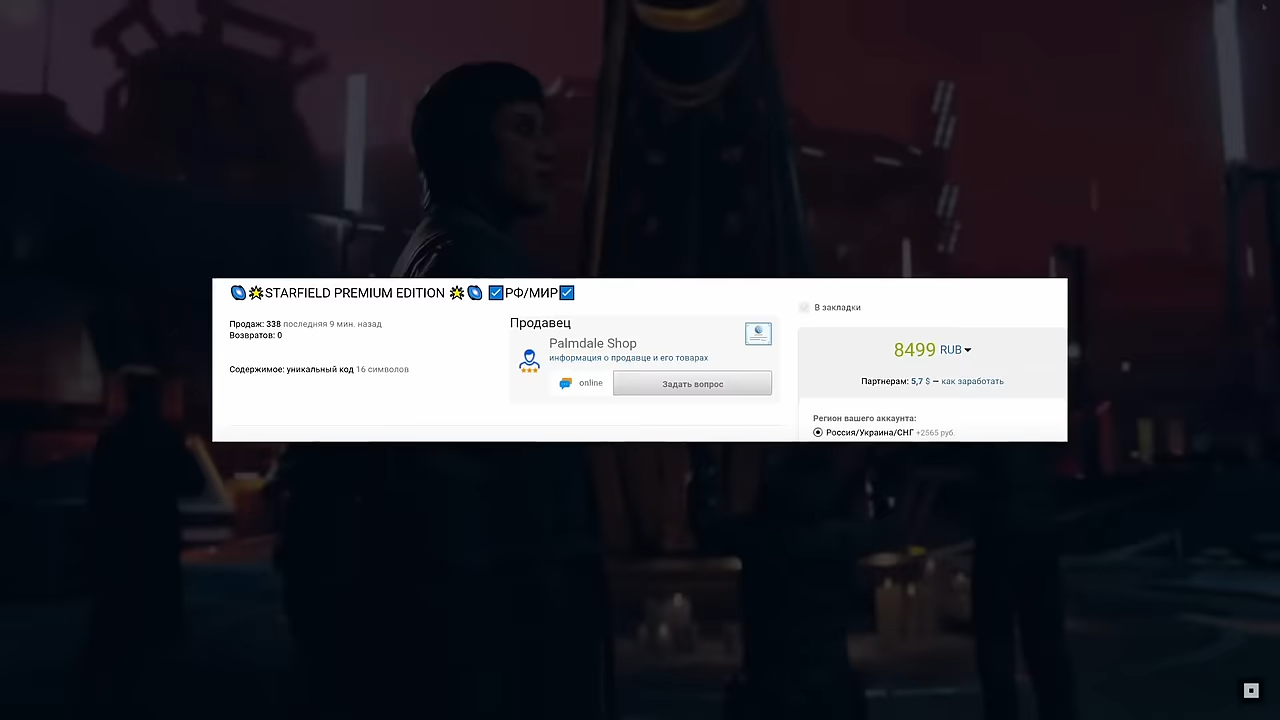 STARFIELD PREMIUM EDITION РФ/МИР
Продаж: 338 последняя 9 мин. назад
Возвратов: 0
Содержимое: уникальный код 16 символов
Продавец
Palmdale Shop
информация о продавце и его товарах
online
Задать вопрос
В закладки
8499 RUB
Партнерам: 5,7 $ — как заработать
Регион вашего аккаунта:
Россия/Украина/СНГ +2565 руб.